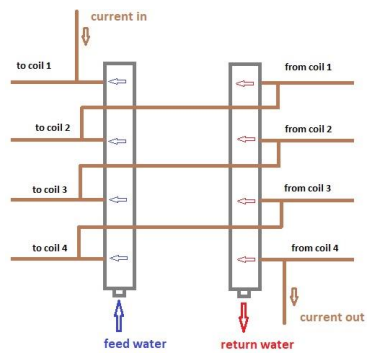 current in
to coil 1
from coil 1
to coil 2
from coil 2
to coil 3
from coil 3
to coil 4
from coil 4
current out
feed water
return water